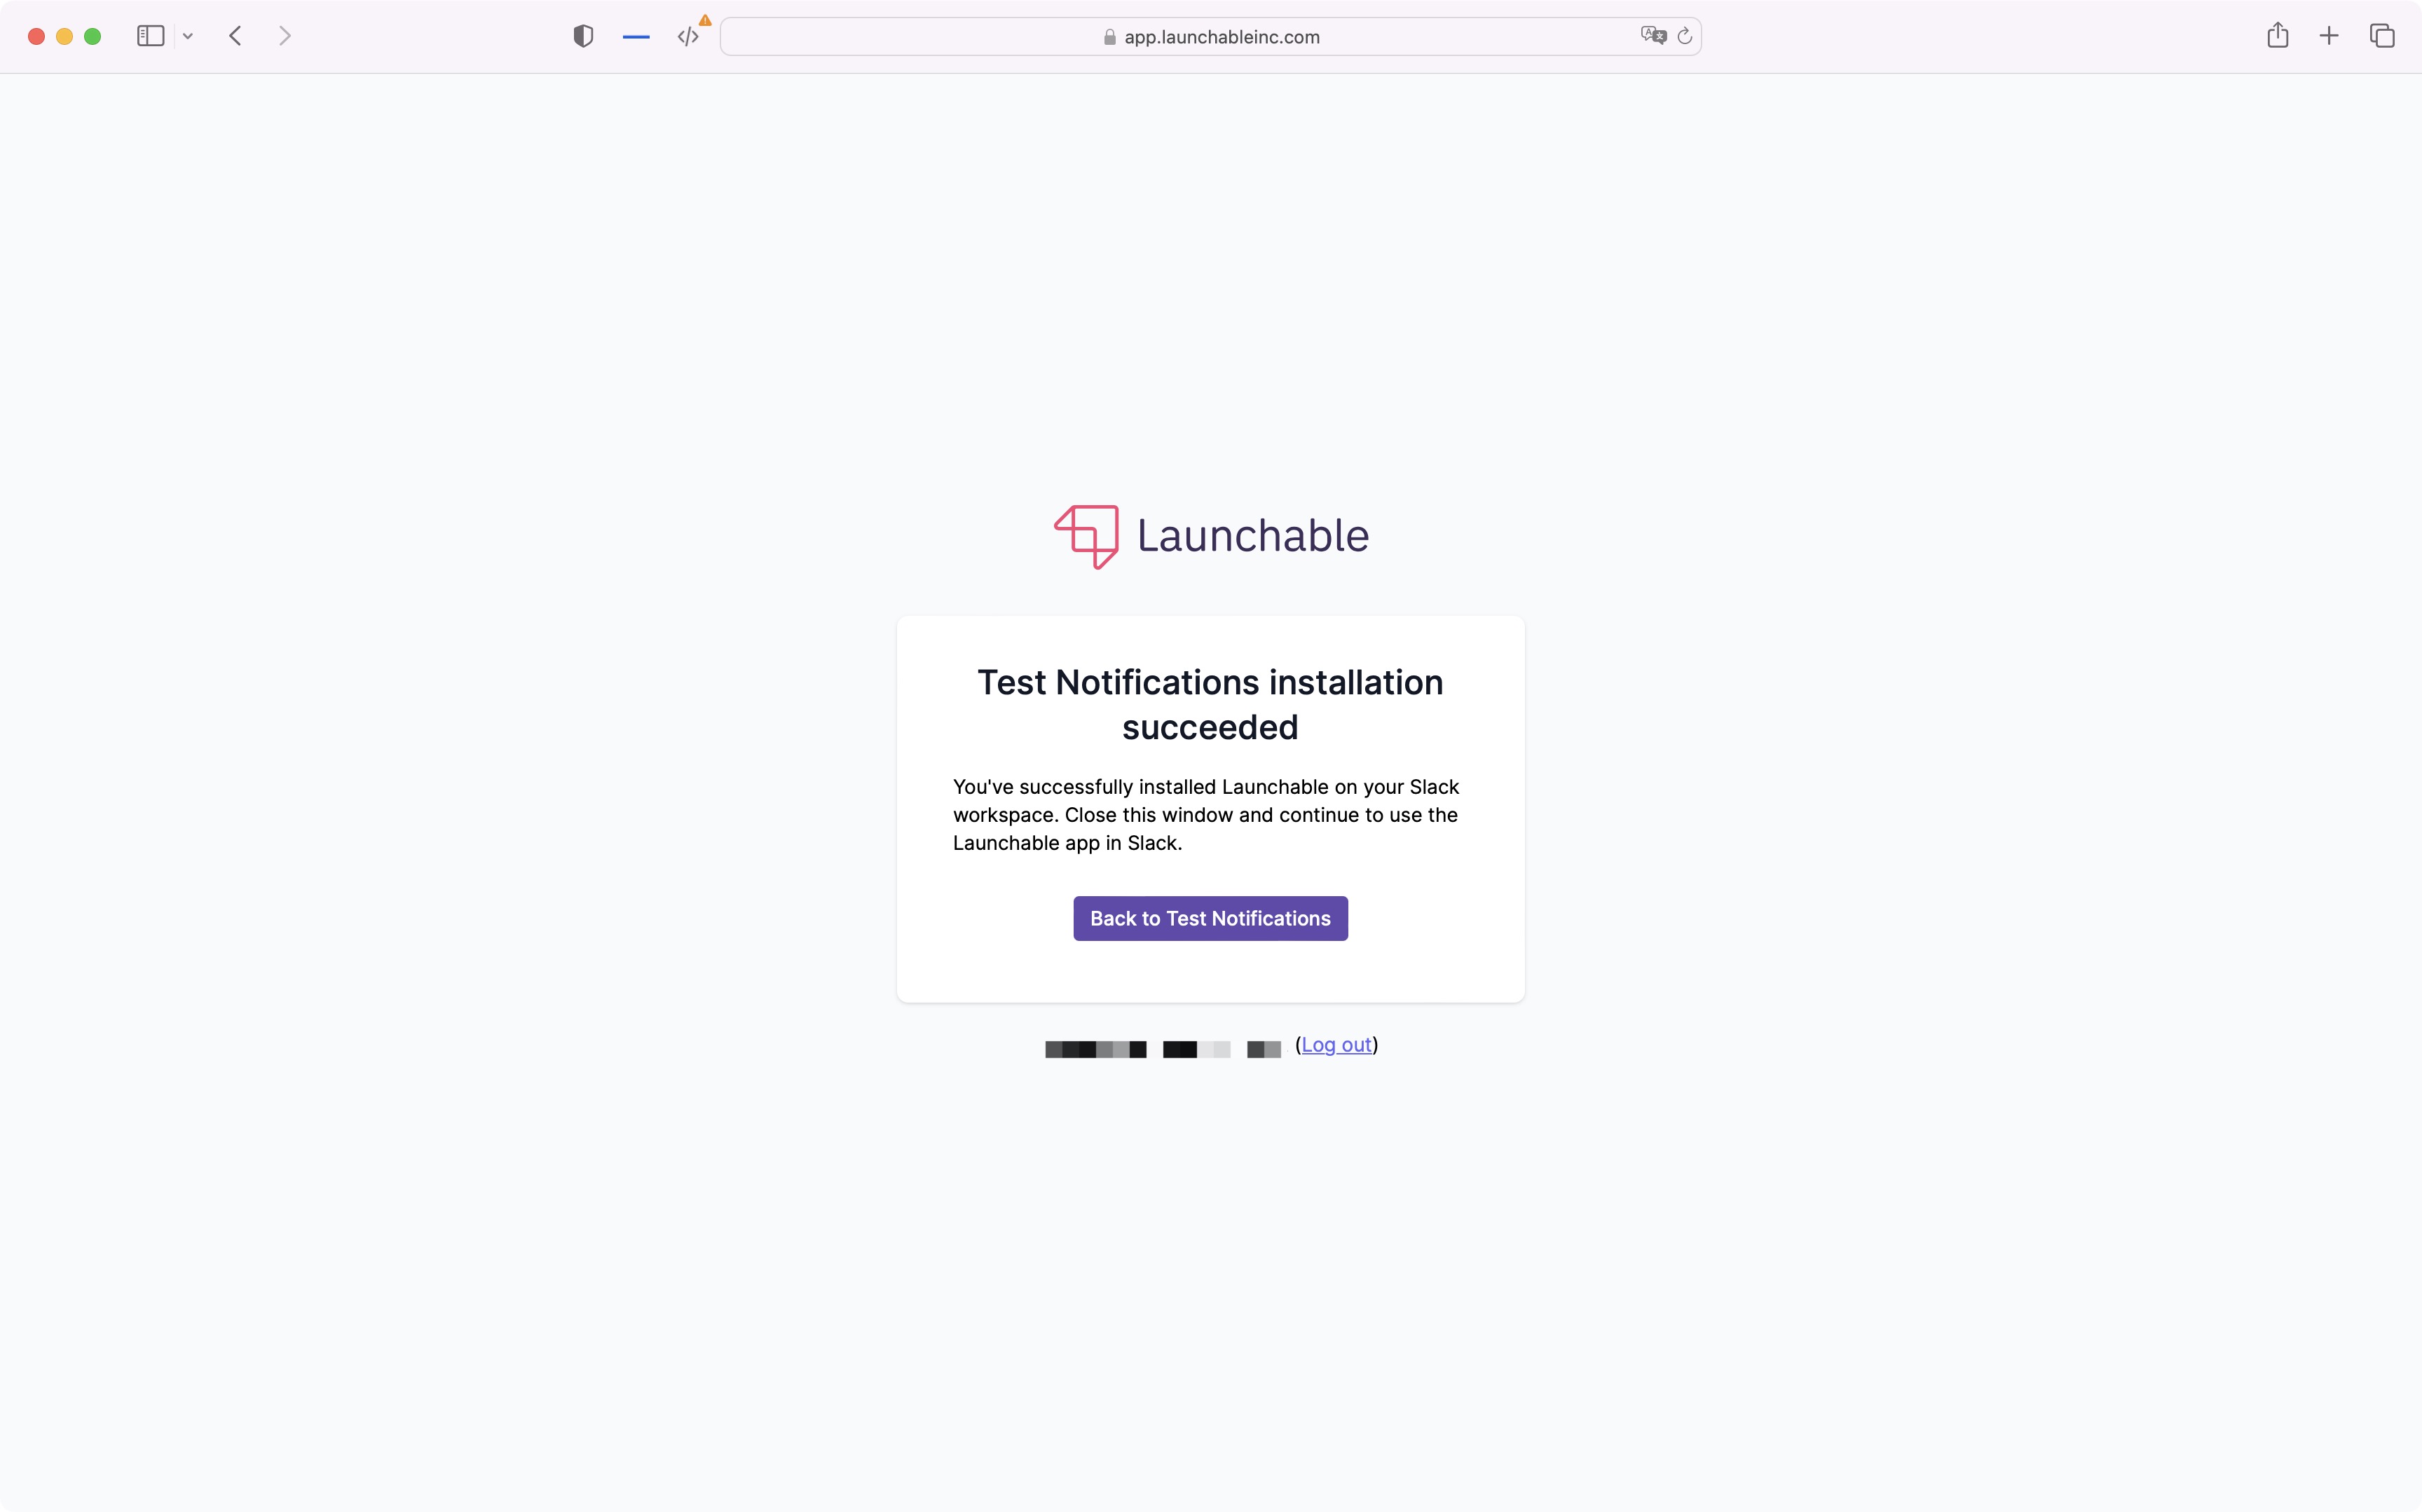 app.launchableinc.com
Launchable
Test Notifications installation
succeeded
You've successfully installed Launchable on your Slack
workspace. Close this window and continue to use the
Launchable app in Slack.
Back to Test Notifications
(Log out)